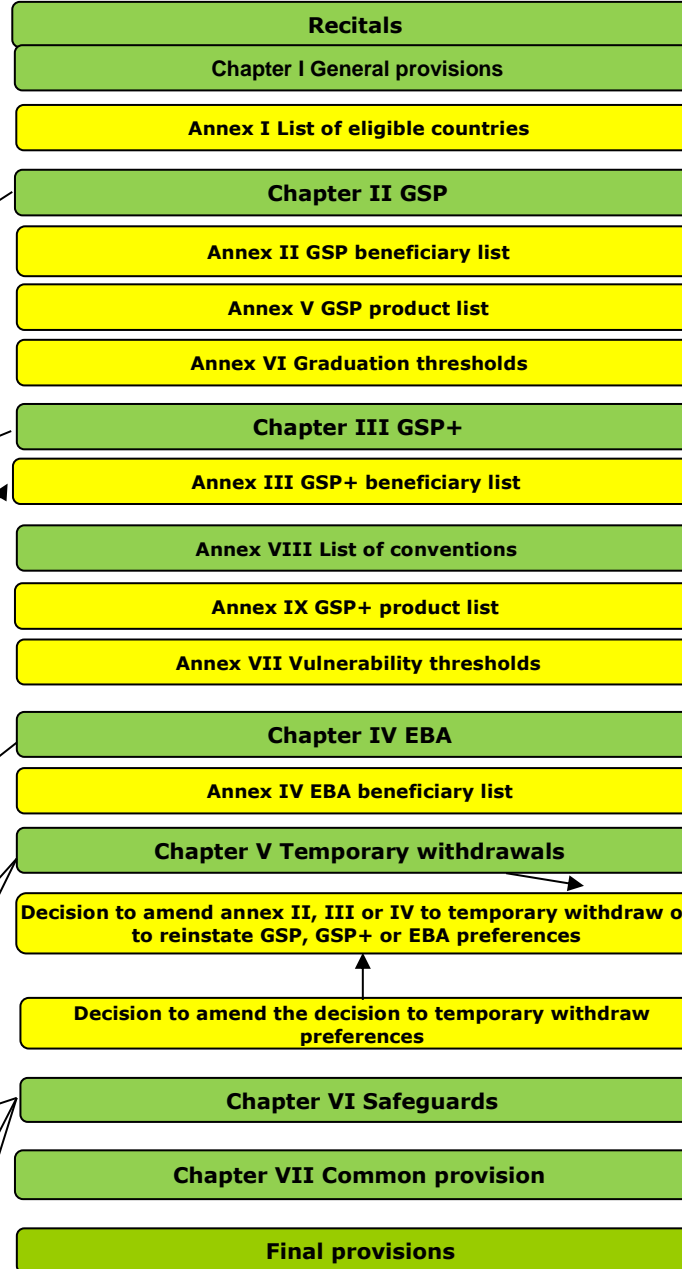 Recitals
Chapter I General provisions
Annex I List of eligible countries
Chapter II GSP
Annex II GSP beneficiary list
Annex V GSP product list
Annex VI Graduation thresholds
Chapter III GSP+
Annex III GSP+ beneficiary list
Annex VIII List of conventions
Annex IX GSP+ product list
Annex VII Vulnerability thresholds
Chapter IV EBA
Annex IV EBA beneficiary list
Chapter V Temporary withdrawals
Decision to amend annex II, III or IV to temporary withdraw
to reinstate GSP, GSP+ or EBA preferences
Decision to amend the decision to temporary withdraw
preferences
Chapter VI Safeguards
Chapter VII Common provision
Final provisions